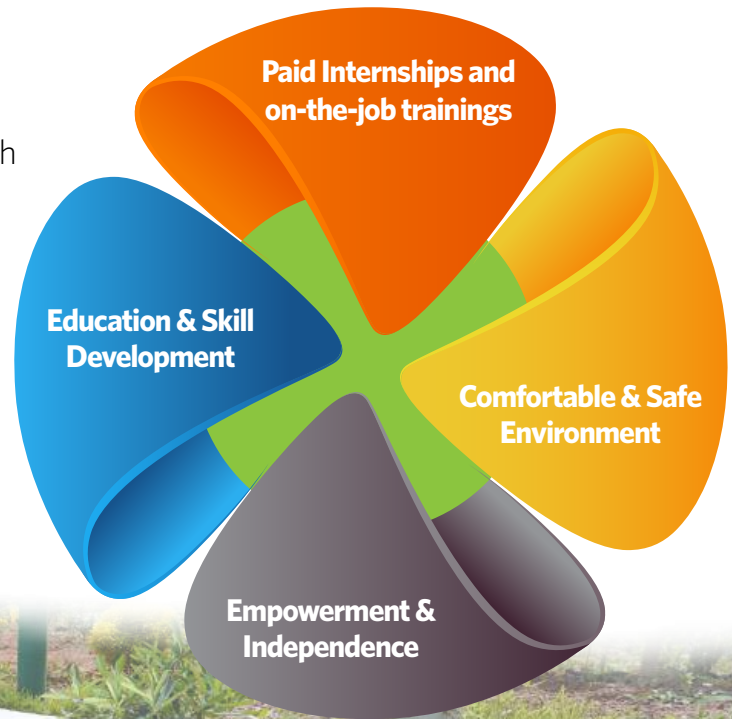 Paid Internships and
on-the-job trainings
h
Education & Skill
Development
Comfortable & Safe
Environment
Empowerment &
Independence